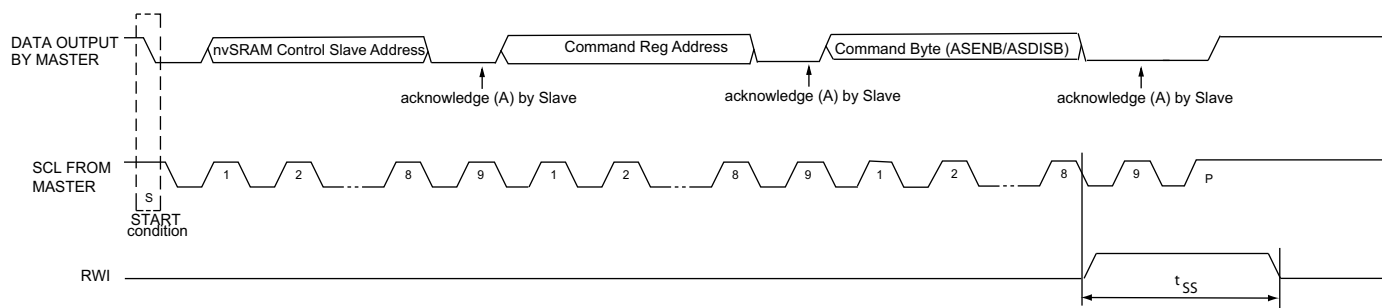 DATA OUTPUT
BY MASTER
nvSRAM Control Slave Address
Command Reg Address
Command Byte (ASENB/ASDISB)
acknowledge (A) by Slave
acknowledge (A) by Slave
acknowledge (A) by Slave
SCL FROM
MASTER
1 2 8 9 1 2 8 9 1 2 8 9 P
S
START
condition
RWI
tSS